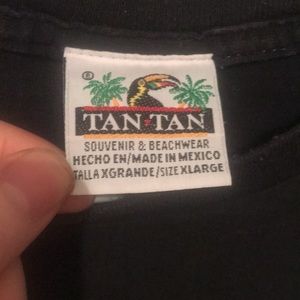 ®
TAN TAN
SOUVENIR & BEACHWEAR
HECHO EN/MADE IN MEXICO
TALLA XGRANDE/SIZE XLARGE